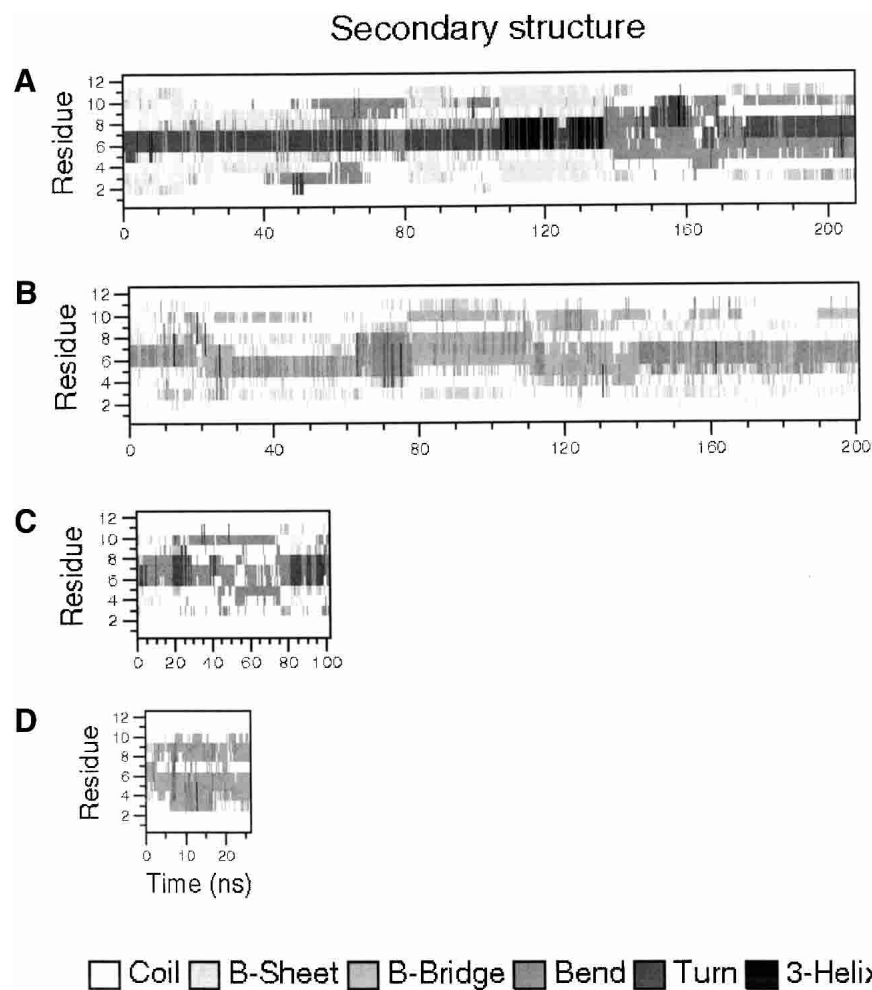 Secondary structure
A
Residue
12
10
8
6
4
2
0 40 80 120 160 200
B
Residue
12
10
8
6
4
2
0 40 80 120 160 200
C
Residue
12
10
8
6
4
2
0 20 40 60 80 100
D
Residue
12
10
8
6
4
2
0 10 20
Time (ns)
Coil B-Sheet B-Bridge Bend Turn 3-Helix